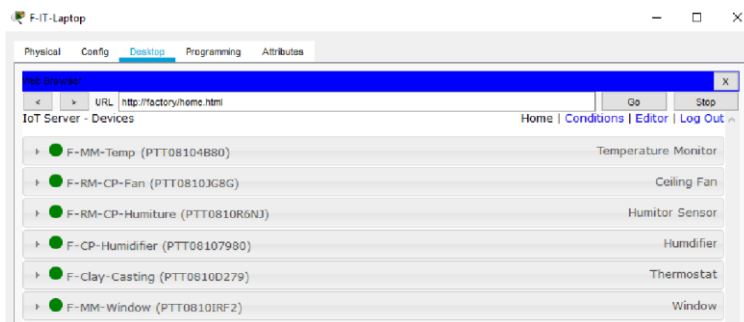 F-IT-Laptop
Physical Config Desktop Programming Attributes
Web Browser X
< > URL http://factory/home.html Go Stop
IoT Server - Devices Home | Conditions | Editor | Log Out
F-MM-Temp (PTT08104B80) Temperature Monitor
F-RM-CP-Fan (PTT0810JG8G) Ceiling Fan
F-RM-CP-Humiture (PTT0810R6NJ) Humitor Sensor
F-CP-Humidifier (PTT08107980) Humdifier
F-Clay-Casting (PTT0810D279) Thermostat
F-MM-Window (PTT0810IRF2) Window